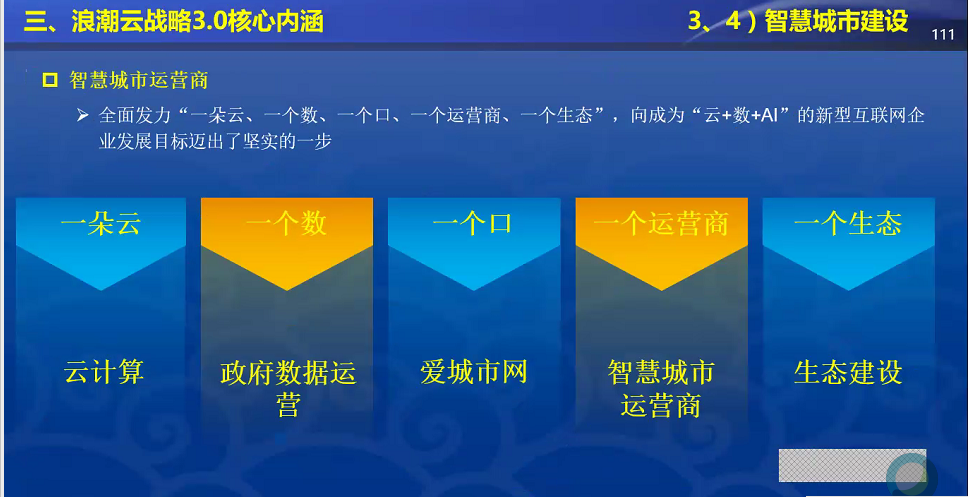 三、浪潮云战略3.0核心内涵
3、4）智慧城市建设
111
智慧城市运营商
全面发力“一朵云、一个数、一个口、一个运营商、一个生态”，向成为“云+数+AI”的新型互联网企
业发展目标迈出了坚实的一步
一朵云
一个数
一个口
一个运营商
一个生态
云计算
政府数据运
营
爱城市网
智慧城市
运营商
生态建设